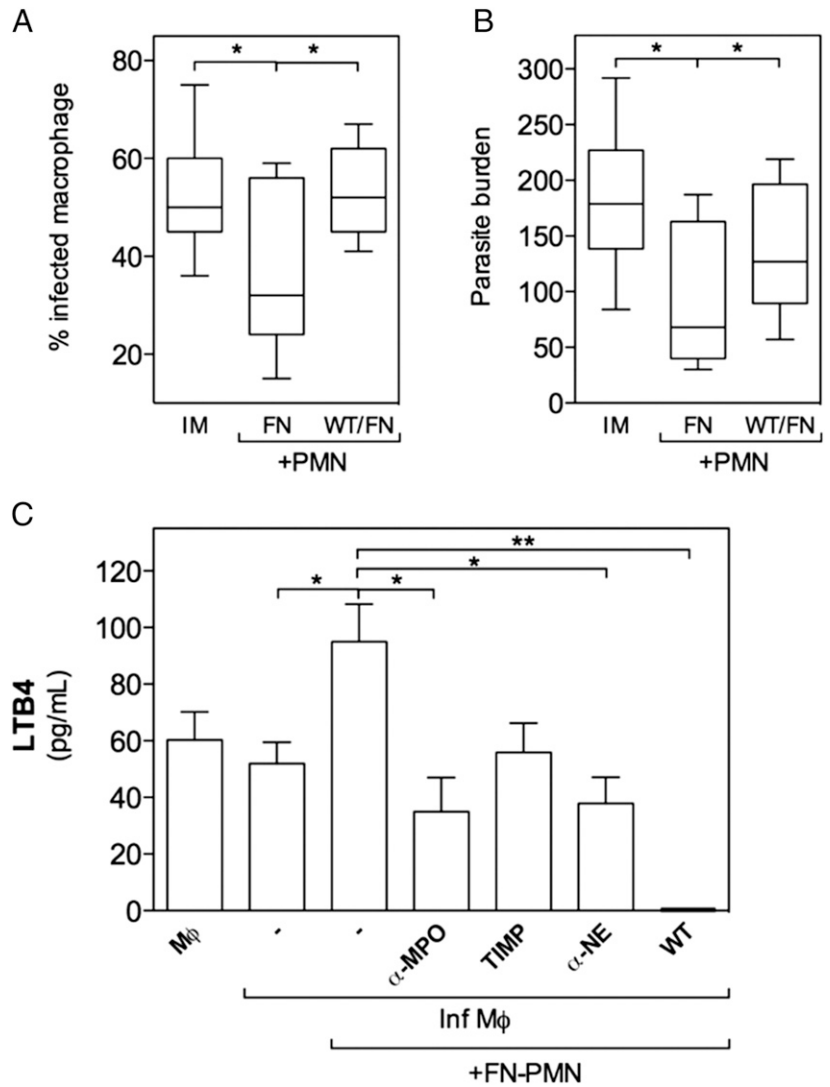 A
% infected macrophage
80
60
40
20
* *
IM FN WT/FN
+PMN
B
Parasite burden
300
250
200
150
100
50
0
* *
IM FN WT/FN
+PMN
C
LTB4
(pg/mL)
120
100
80
60
40
20
0
**
*
* *
Mϕ - - α-MPO TIMP α-NE WT
Inf Mϕ
+FN-PMN